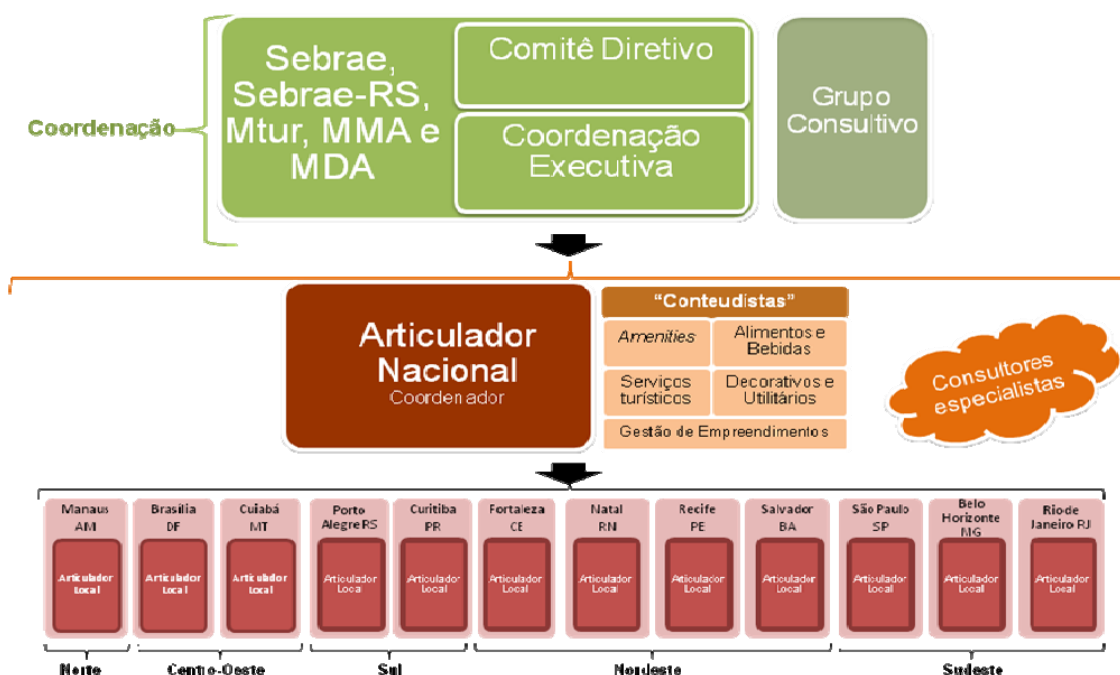 Coordenação
Sebrae,
Sebrae-RS,
Mtur, MMA e
MDA
Comitê Diretivo
Coordenação
Executiva
Grupo
Consultivo
Articulador
Nacional
Coordenador
“Conteudistas”
Amenities
Alimentos e
Bebidas
Serviços
turísticos
Decorativos e
Utilitários
Gestão de Empreendimentos
Consultores
especialistas
Manaus
AM
Articulador
Local
Brasília
DF
Articulador
Local
Cuiabá
MT
Articulador
Local
Porto
Alegre RS
Articulador
Local
Curitiba
PR
Articulador
Local
Fortaleza
CE
Articulador
Local
Natal
RN
Articulador
Local
Recife
PE
Articulador
Local
Salvador
BA
Articulador
Local
São Paulo
SP
Articulador
Local
Belo
Horizonte
MG
Articulador
Local
Rio de
Janeiro RJ
Articulador
Local
Norte
Centro-Oeste
Sul
Nordeste
Sudeste